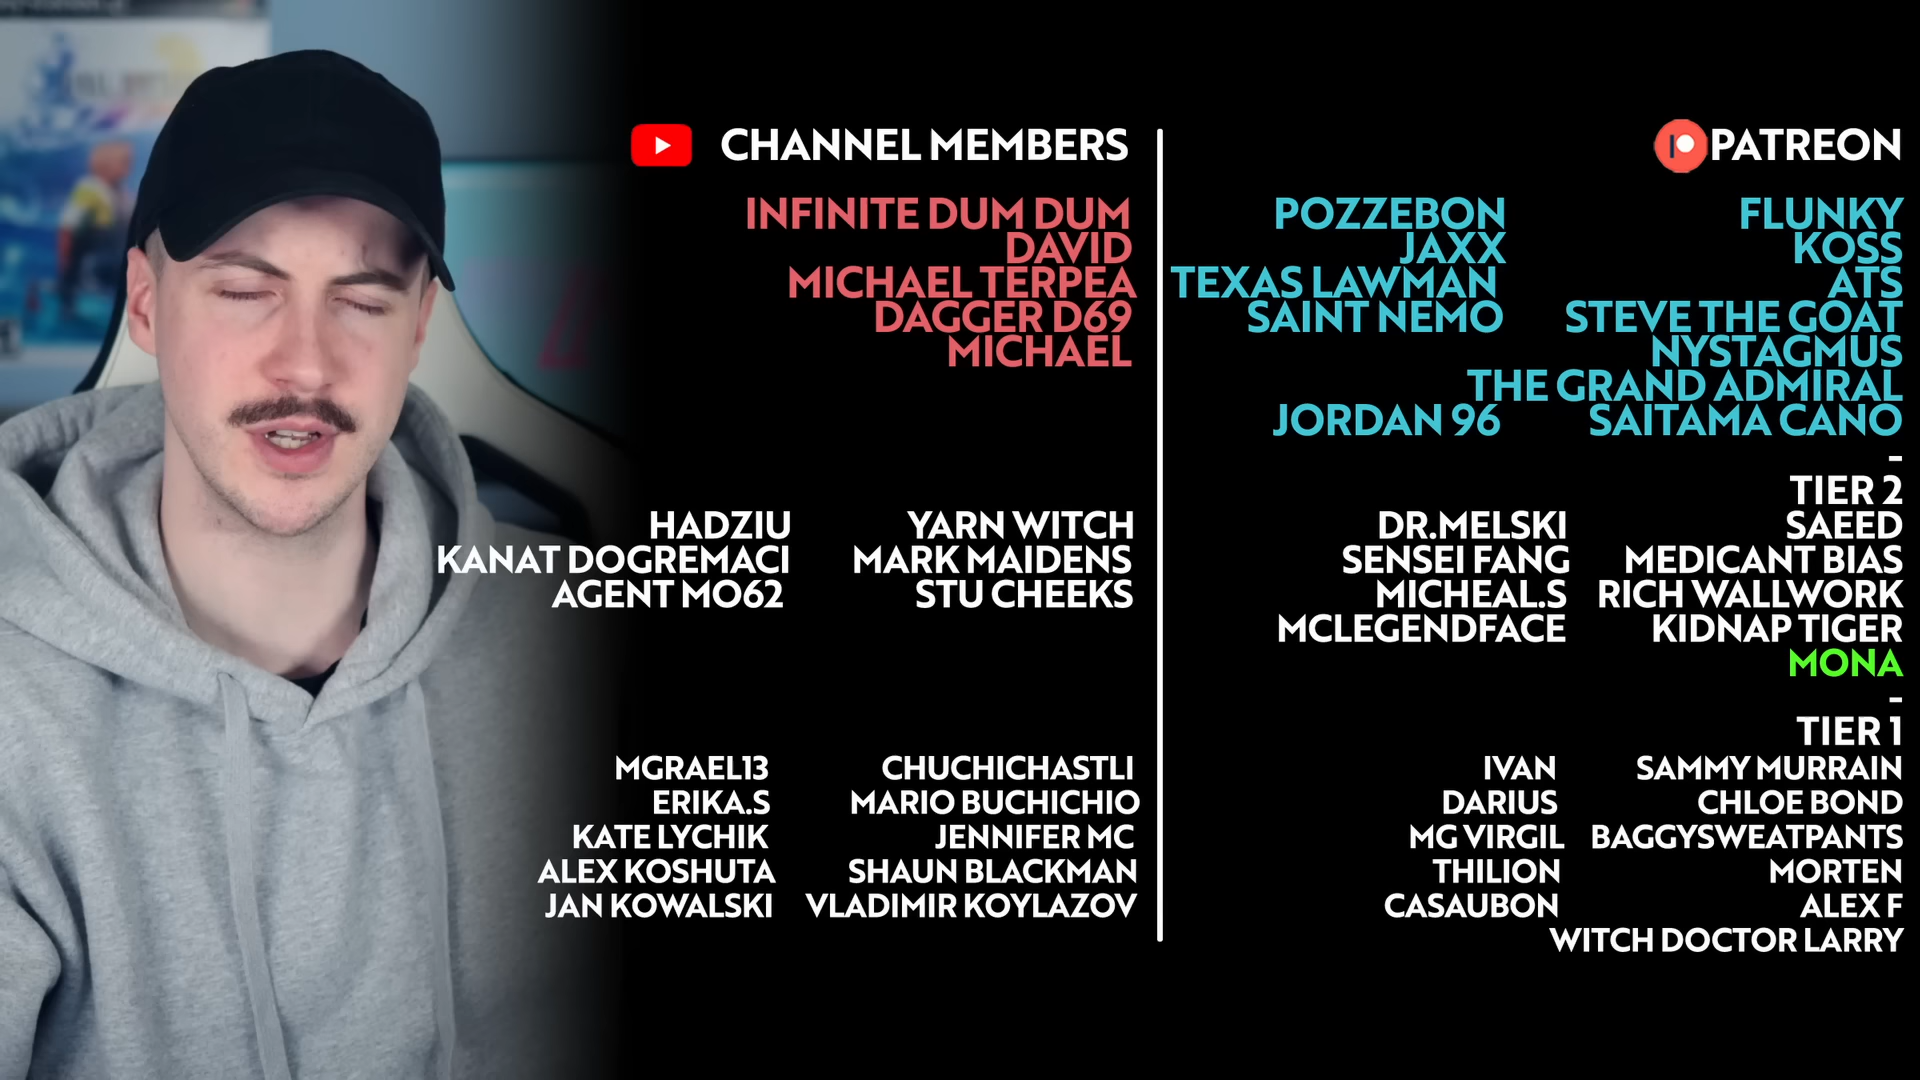 CHANNEL MEMBERS
INFINITE DUM DUM
DAVID
MICHAEL TERPEA
DAGGER D69
MICHAEL
HADZIU YARN WITCH
KANAT DOGREMACI MARK MAIDENS
AGENT MO62 STU CHEEKS
MGRAEL13 CHUCHICHASTLI
ERIKA.S MARIO BUCHICHIO
KATE LYCHIK JENNIFER MC
ALEX KOSHUTA SHAUN BLACKMAN
JAN KOWALSKI VLADIMIR KOYLAZOV
PATREON
POZZEBON FLUNKY
JAXX KOSS
TEXAS LAWMAN ATS
SAINT NEMO STEVE THE GOAT
NYSTAGMUS
THE GRAND ADMIRAL
JORDAN 96 SAITAMA CANO
-
TIER 2
DR.MELSKI SAEED
SENSEI FANG MEDICANT BIAS
MICHEAL.S RICH WALLWORK
MCLEGENDFACE KIDNAP TIGER
MONA
-
TIER 1
IVAN SAMMY MURRAIN
DARIUS CHLOE BOND
MG VIRGIL BAGGYSWEATPANTS
THILION MORTEN
CASAUBON ALEX F
WITCH DOCTOR LARRY